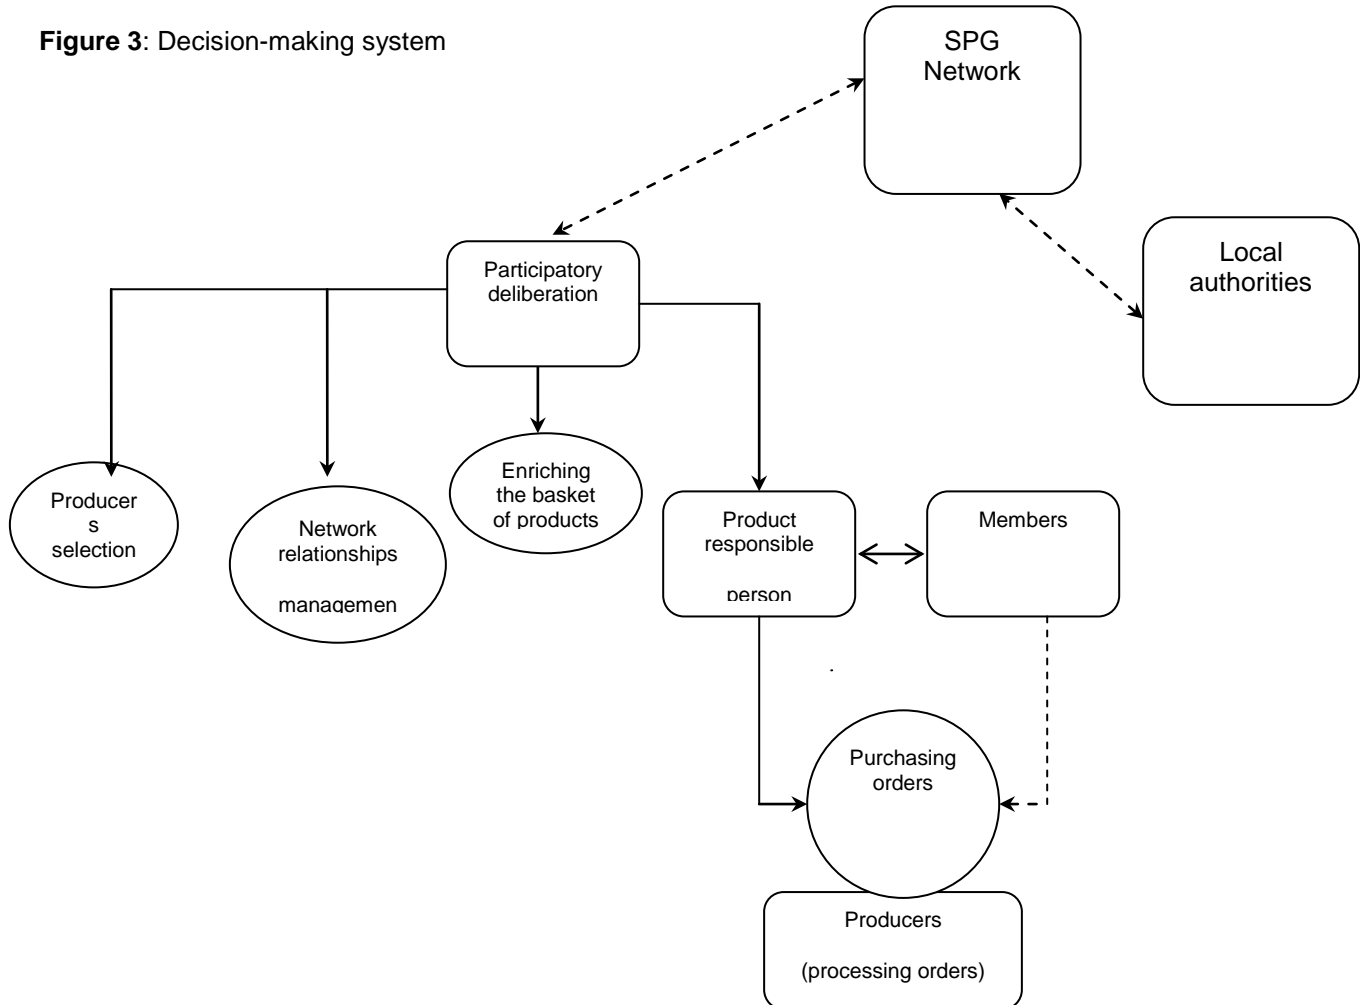 Figure 3: Decision-making system
SPG
Network
Local
authorities
Participatory
deliberation
Producer
s
selection
Network
relationships
managemen
Enriching
the basket
of products
Product
responsible
person
Members
Purchasing
orders
Producers
(processing orders)